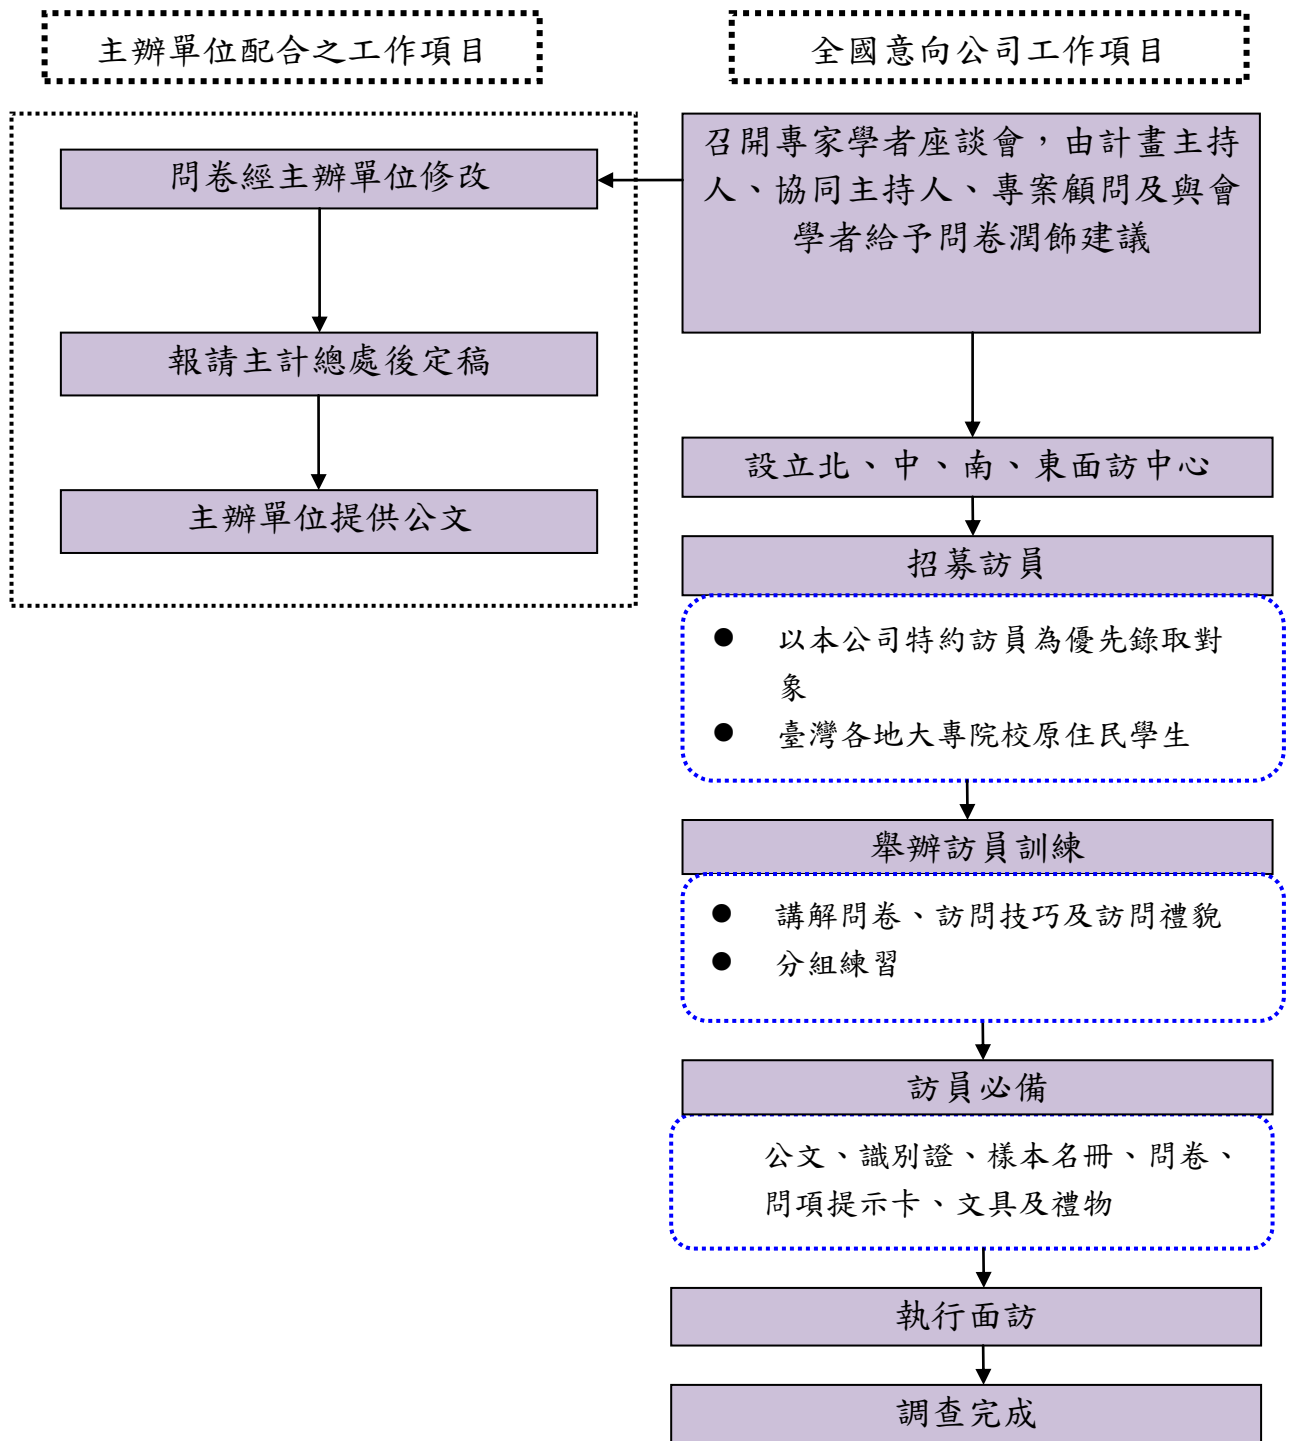 主辦單位配合之工作項目
全國意向公司工作項目
問卷經主辦單位修改
報請主計總處後定稿
主辦單位提供公文
召開專家學者座談會，由計畫主持
人、協同主持人、專案顧問及與會
學者給予問卷潤飾建議
設立北、中、南、東面訪中心
招募訪員
● 以本公司特約訪員為優先錄取對
象
● 臺灣各地大專院校原住民學生
舉辦訪員訓練
● 講解問卷、訪問技巧及訪問禮貌
● 分組練習
訪員必備
公文、識別證、樣本名冊、問卷、
問項提示卡、文具及禮物
執行面訪
調查完成